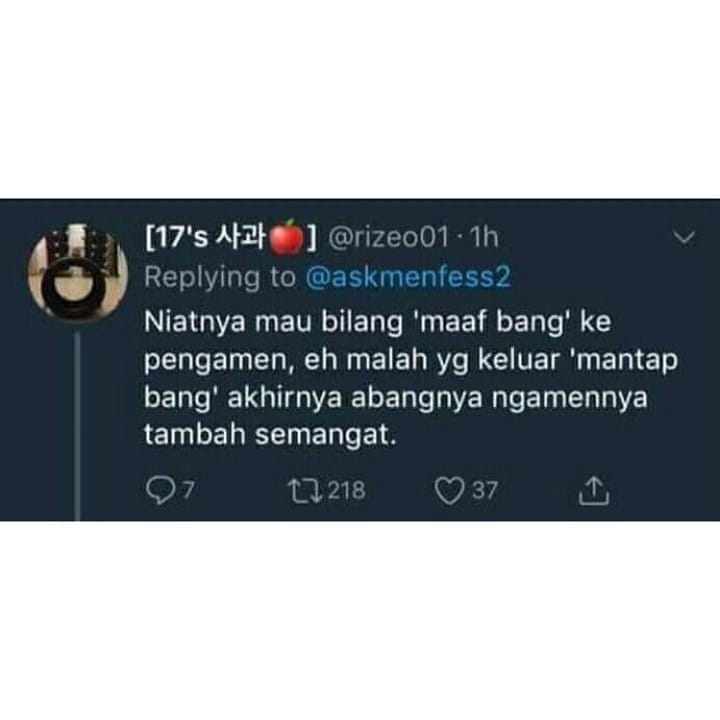 [17's 사과🍎] @rizeo01 · 1h
Replying to @askmenfess2
Niatnya mau bilang 'maaf bang' ke
pengamen, eh malah yg keluar 'mantap
bang' akhirnya abangnya ngamennya
tambah semangat.
7 218 37